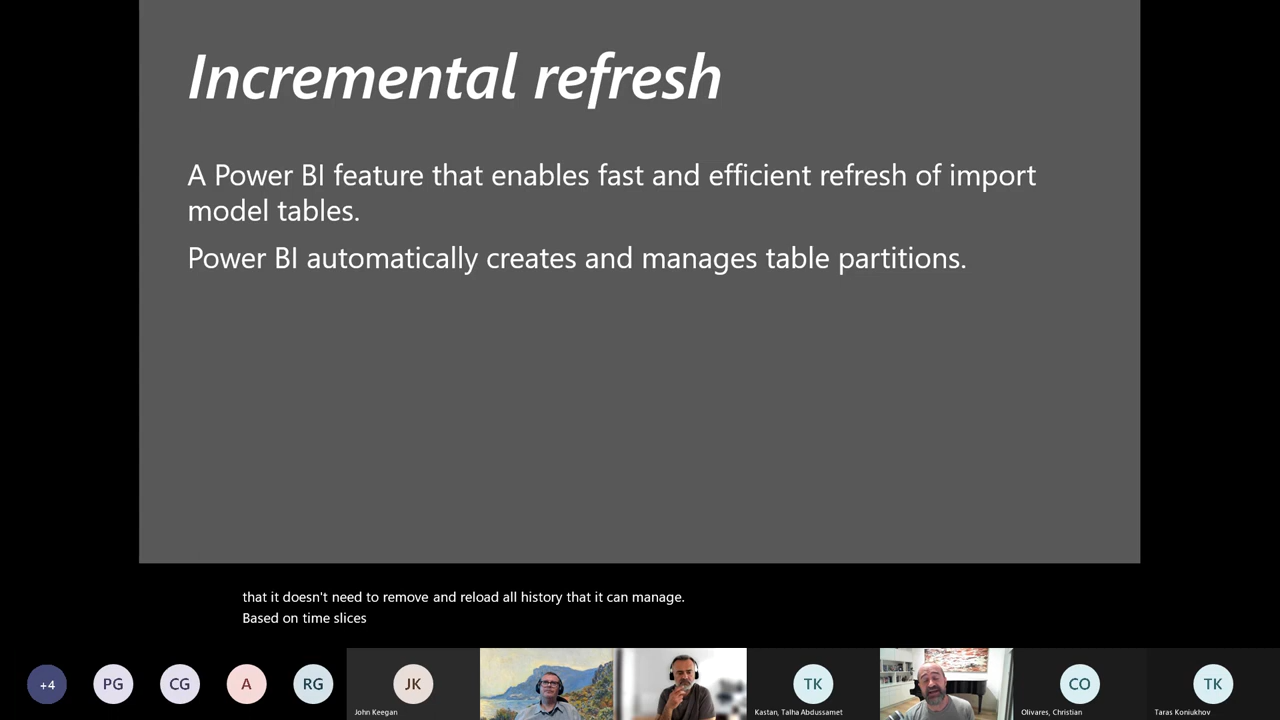 Incremental refresh
A Power BI feature that enables fast and efficient refresh of import
model tables.
Power BI automatically creates and manages table partitions.
that it doesn't need to remove and reload all history that it can manage.
Based on time slices
+4
PG
CG
A
RG
JK
TK
CO
TK
John Keegan
Kastan, Talha Abdussamet
Olivares, Christian
Taras Koniukhov